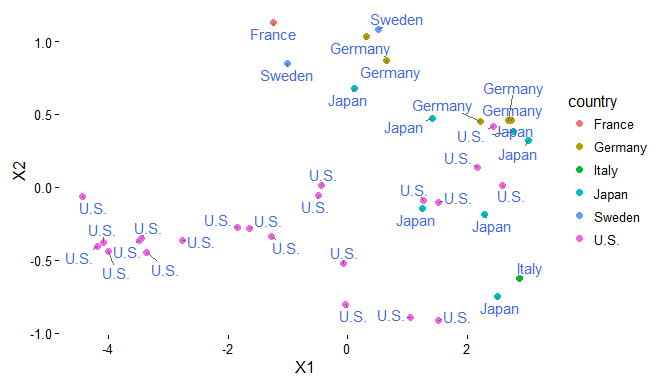 Sweden
France
1.0
Germany
Sweden
Germany
Germany
Japan
Germany
Germany
0.5
Japan
Japan
U.S.
Japan
U.S.
U.S.
0.0
U.S.
U.S.
U.S.
U.S.
U.S.
Japan
U.S.
Japan
U.S.
U.S.
U.S.
U.S.
U.S.
U.S.
U.S.
-0.5
Italy
U.S.
U.S.
Japan
U.S.
U.S.
U.S.
-1.0
-4
-2
0
2
X1
X2
country
France
Germany
Italy
Japan
Sweden
U.S.